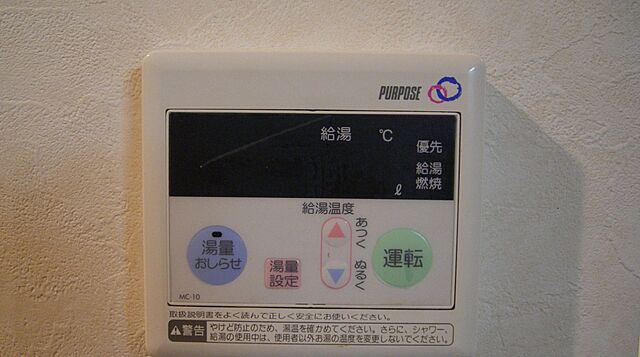 PURPOSE
給湯 ℃
優先
給湯
燃焼
ℓ
給湯温度
あつく
ぬるく
湯量
おしらせ
湯量
設定
運転
MC-10
取扱説明書をよく読んで正しく安全にお使いください。
警告 やけど防止のため、湯温を確かめてください。さらに、シャワー、
給湯の使用中は、使用者以外お湯の温度を変更しないでください。